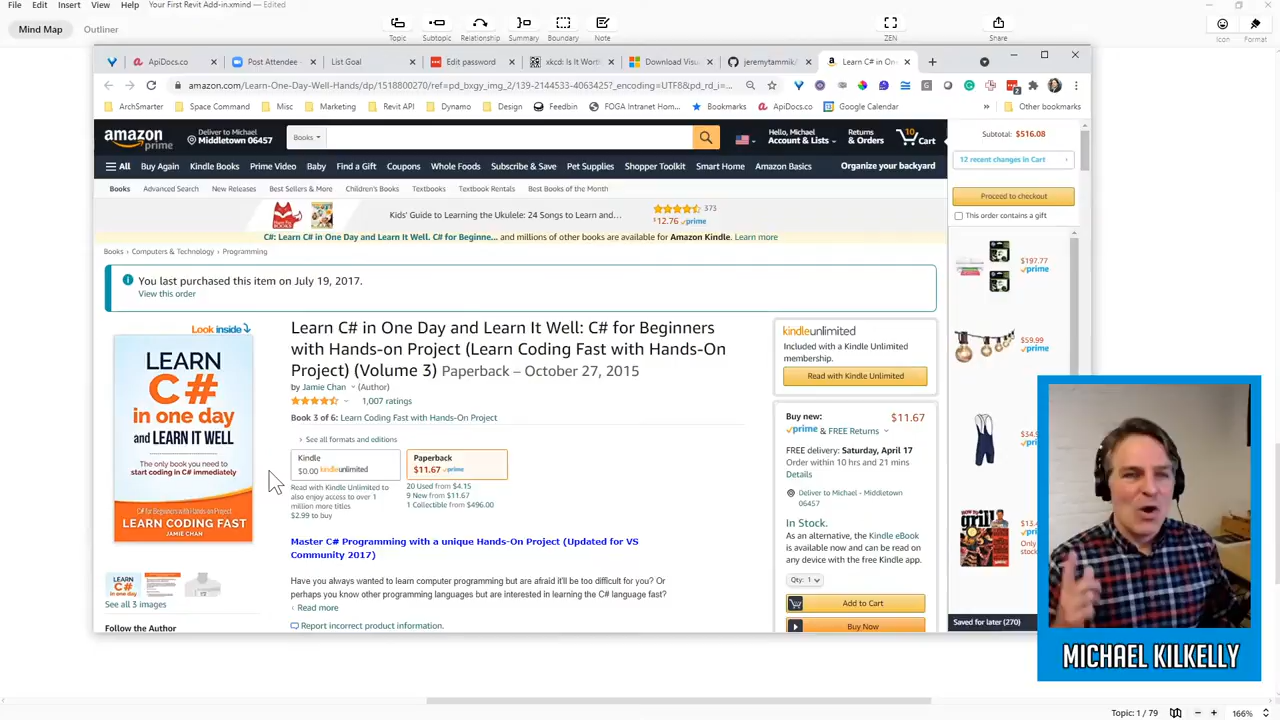 File Edit Insert View Help Your First Revit Add-in.xmind — Edited
Mind Map Outliner
Topic Subtopic Relationship Summary Boundary Note ZEN Share Icon Format
ApiDocs.co Post Attendee List Goal Edit password xkcd: Is It Worth Download Visu jeremytammik/ Learn C# in One
amazon.com/Learn-One-Day-Well-Hands/dp/1518800270/ref=pd_bxgy_img_2/139-2144533-4063425?_encoding=UTF8&pd_rd_i=...
ArchSmarter Space Command Misc Marketing Revit API Dynamo Design Feedbin FOGA Intranet Hom... Bookmarks ApiDocs.co Google Calendar » Other bookmarks
amazon prime
Deliver to Michael
Middletown 06457
Books
Hello, Michael
Account & Lists
Returns
& Orders
10
Cart
All Buy Again Kindle Books Prime Video Baby Find a Gift Coupons Whole Foods Subscribe & Save Pet Supplies Shopper Toolkit Smart Home Amazon Basics Organize your backyard
Books Advanced Search New Releases Best Sellers & More Children's Books Textbooks Textbook Rentals Best Books of the Month
Kids' Guide to Learning the Ukulele: 24 Songs to Learn and...
373
$12.76 prime
C#: Learn C# in One Day and Learn It Well. C# for Beginne... and millions of other books are available for Amazon Kindle. Learn more
Books › Computers & Technology › Programming
You last purchased this item on July 19, 2017.
View this order
Look inside
LEARN
C#
in one day
and LEARN IT WELL
The only book you need to
start coding in C# immediately
C# for Beginners with Hands-on Project
LEARN CODING FAST
JAMIE CHAN
See all 3 images
Follow the Author
Learn C# in One Day and Learn It Well: C# for Beginners
with Hands-on Project (Learn Coding Fast with Hands-On
Project) (Volume 3) Paperback – October 27, 2015
by Jamie Chan (Author)
1,007 ratings
Book 3 of 6: Learn Coding Fast with Hands-On Project
› See all formats and editions
Kindle
$0.00 kindleunlimited
Read with Kindle Unlimited to
also enjoy access to over 1
million more titles
$2.99 to buy
Paperback
$11.67 prime
20 Used from $4.15
9 New from $11.67
1 Collectible from $496.00
Master C# Programming with a unique Hands-On Project (Updated for VS
Community 2017)
Have you always wanted to learn computer programming but are afraid it'll be too difficult for you? Or
perhaps you know other programming languages but are interested in learning the C# language fast?
› Read more
Report incorrect product information.
kindleunlimited
Included with a Kindle Unlimited
membership.
Read with Kindle Unlimited
Buy new: $11.67
prime & FREE Returns
FREE delivery: Saturday, April 17
Order within 10 hrs and 21 mins
Details
Deliver to Michael - Middletown
06457
In Stock.
As an alternative, the Kindle eBook
is available now and can be read on
any device with the free Kindle app.
Qty: 1
Add to Cart
Buy Now
Subtotal: $516.08
12 recent changes in Cart
Proceed to checkout
This order contains a gift
$197.77
prime
$59.99
prime
$34.
$13.
Only
stock
Saved for later (270)
MICHAEL KILKELLY
Topic: 1 / 79 166%